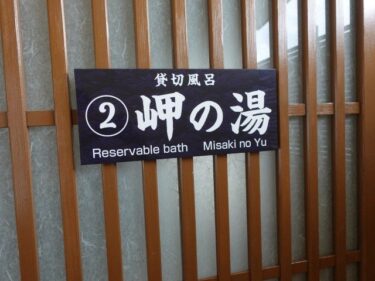 貸切風呂
② 岬の湯
Reservable bath Misaki no Yu